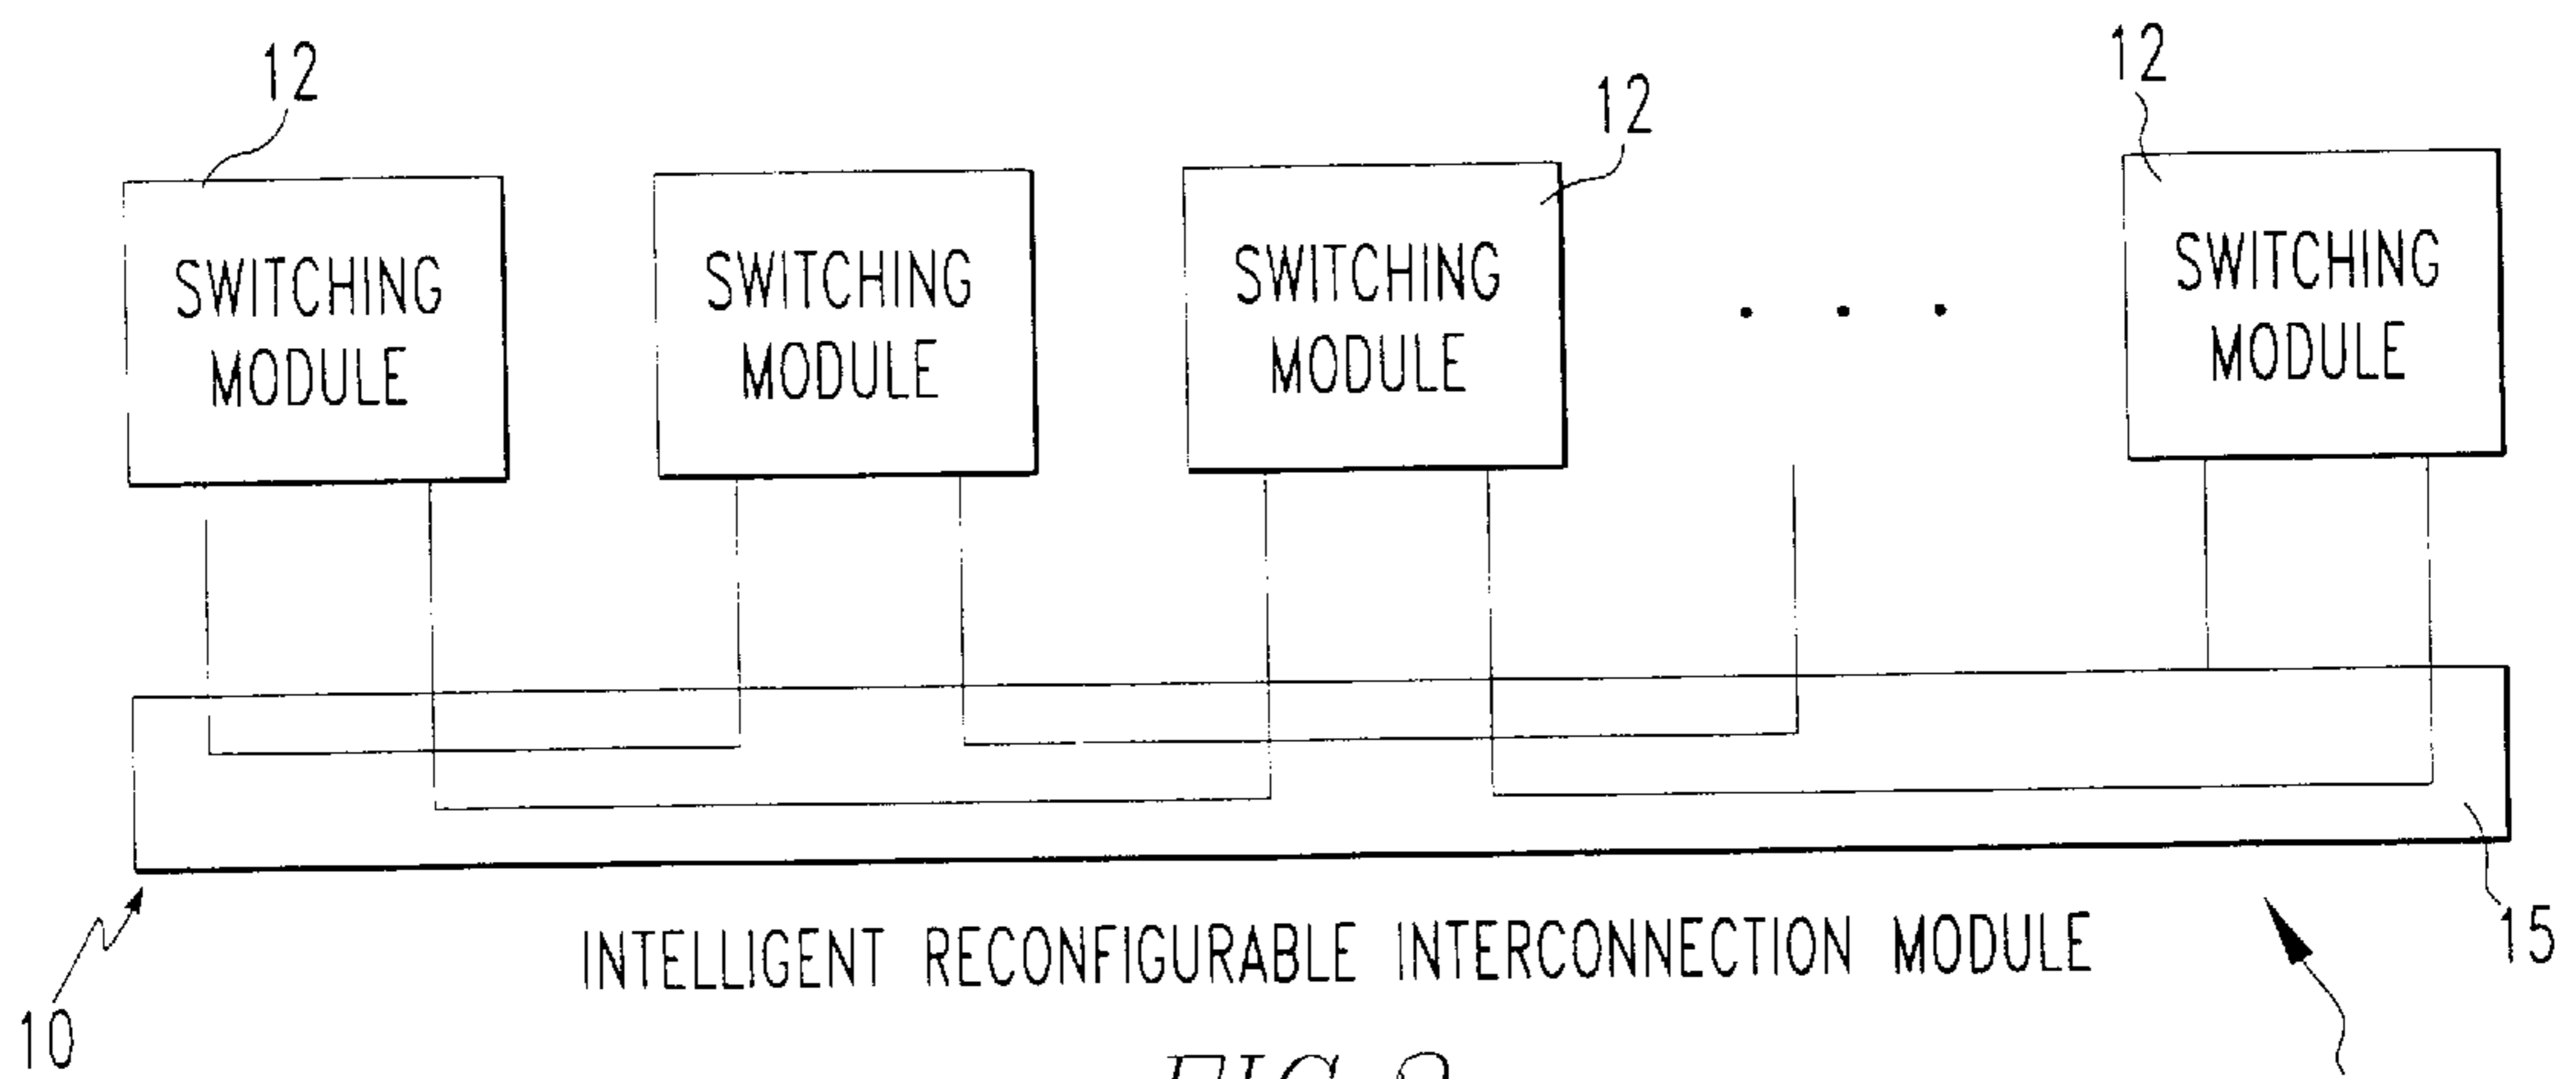 12
12
12
SWITCHING
MODULE
SWITCHING
MODULE
SWITCHING
MODULE
SWITCHING
MODULE
15
INTELLIGENT RECONFIGURABLE INTERCONNECTION MODULE
10